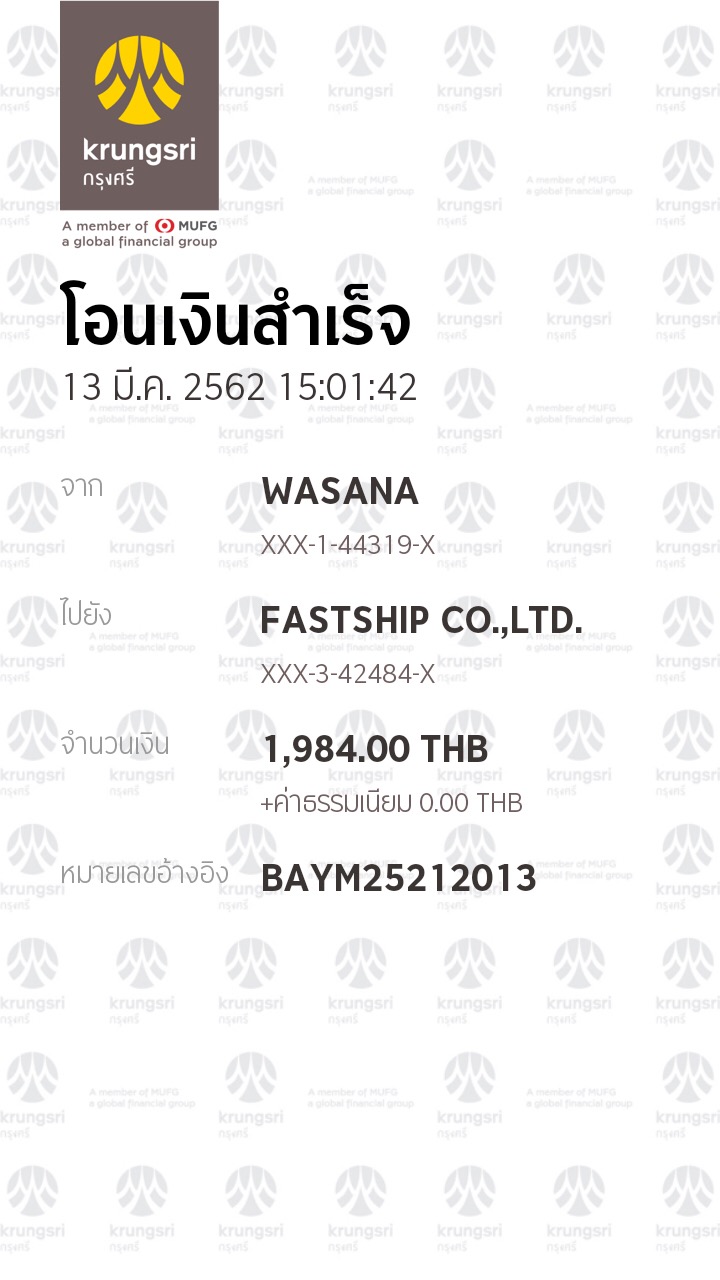 krungsri
กรุงศรี
A member of MUFG
a global financial group
โอนเงินสำเร็จ
13 มี.ค. 2562 15:01:42
จาก WASANA
XXX-1-44319-X
ไปยัง FASTSHIP CO.,LTD.
XXX-3-42484-X
จำนวนเงิน 1,984.00 THB
+ค่าธรรมเนียม 0.00 THB
หมายเลขอ้างอิง BAYM25212013